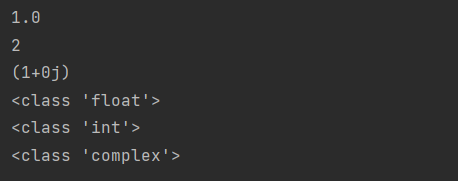 1.0
2
(1+0j)
<class 'float'>
<class 'int'>
<class 'complex'>